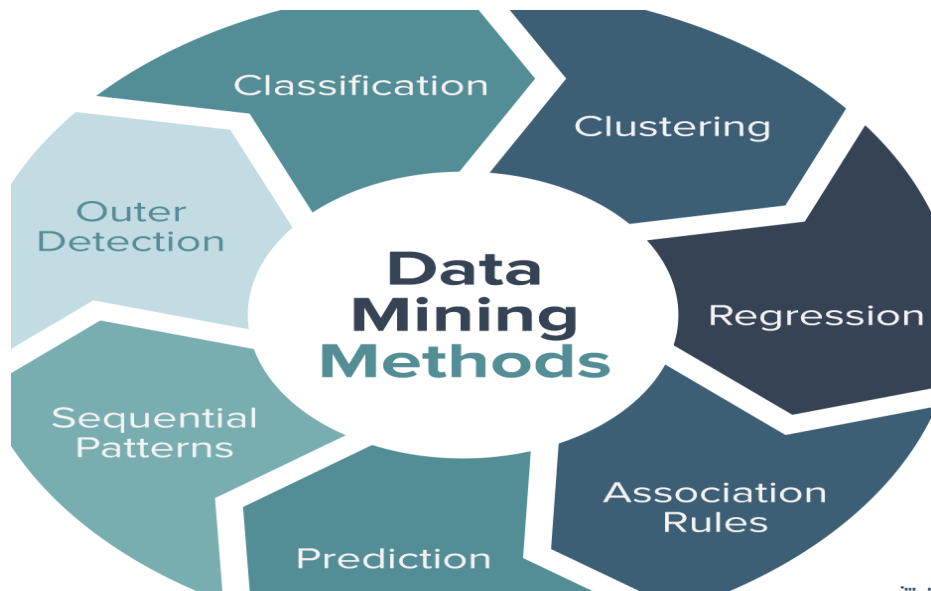 Classification
Clustering
Outer
Detection
Data
Mining
Methods
Regression
Sequential
Patterns
Association
Rules
Prediction